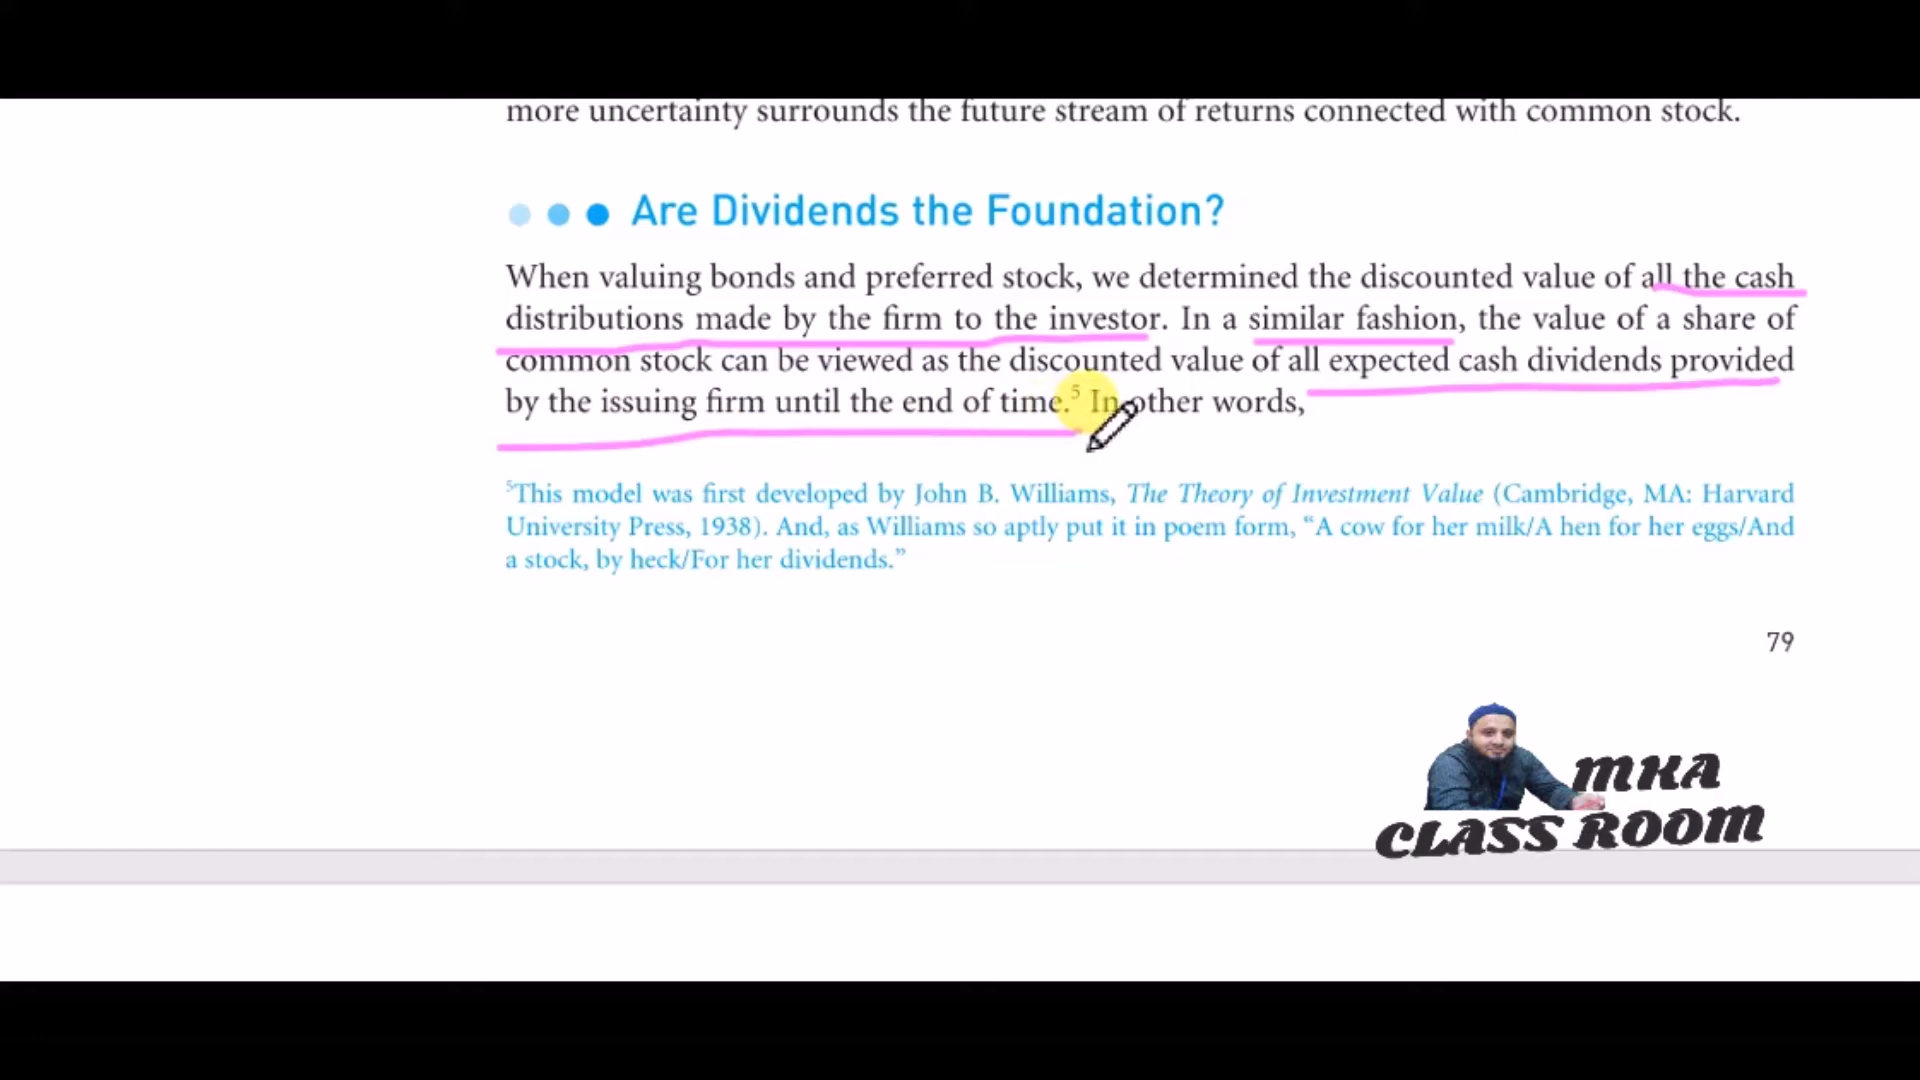 more uncertainty surrounds the future stream of returns connected with common stock.
Are Dividends the Foundation?
When valuing bonds and preferred stock, we determined the discounted value of all the cash
distributions made by the firm to the investor. In a similar fashion, the value of a share of
common stock can be viewed as the discounted value of all expected cash dividends provided
by the issuing firm until the end of time.⁵ In other words,
⁵This model was first developed by John B. Williams, The Theory of Investment Value (Cambridge, MA: Harvard
University Press, 1938). And, as Williams so aptly put it in poem form, “A cow for her milk/A hen for her eggs/And
a stock, by heck/For her dividends.”
79
MKA
CLASS ROOM